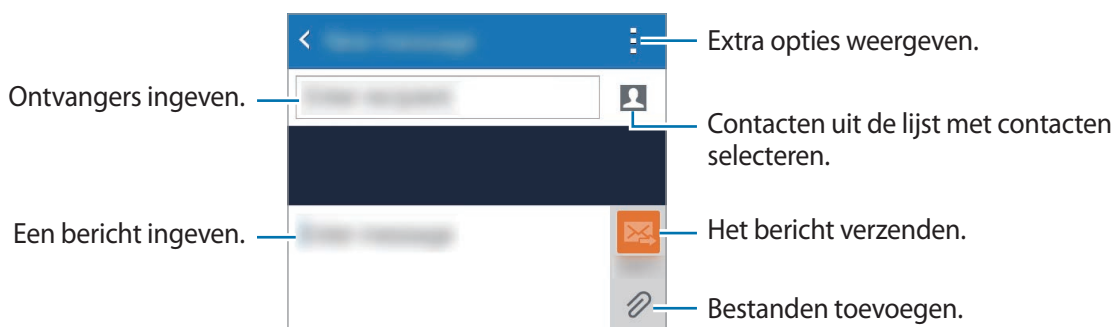 Extra opties weergeven.
Ontvangers ingeven.
Contacten uit de lijst met contacten
selecteren.
Een bericht ingeven.
Het bericht verzenden.
Bestanden toevoegen.